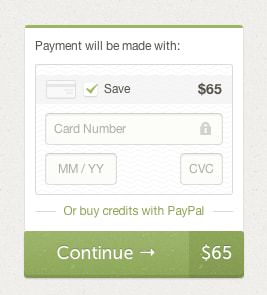 Payment will be made with:
Save $65
Card Number
MM / YY CVC
Or buy credits with PayPal
Continue → $65